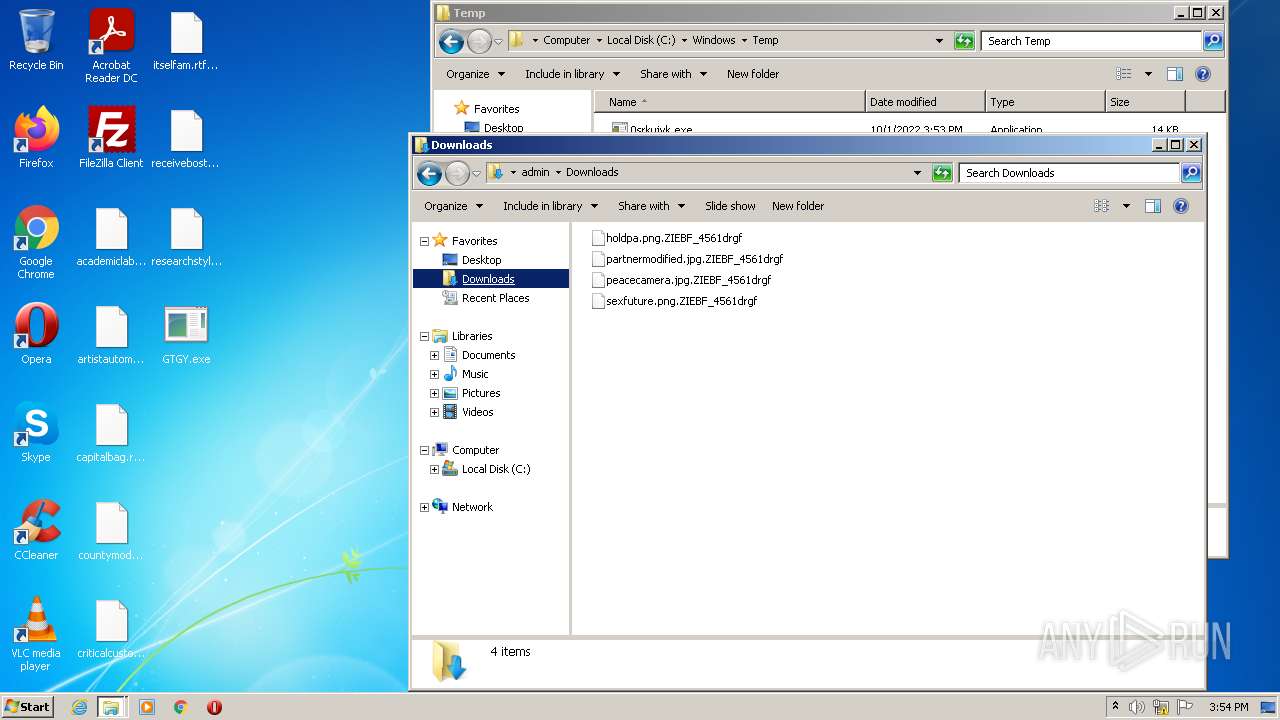 Recycle Bin
Acrobat
Reader DC
itselfam.rtf...
Firefox
FileZilla Client
receivebost...
Google
Chrome
academiclab...
researchstyl...
Opera
artistautom...
GTGY.exe
Skype
capitalbag.r...
CCleaner
countymod...
VLC media
player
criticalcusto...
Temp
Computer
Local Disk (C:)
Windows
Temp
Search Temp
Organize
Include in library
Share with
New folder
Favorites
Desktop
Name
Date modified
Type
Size
10/1/2022 3:53 PM
Application
14 KB
Downloads
admin
Downloads
Search Downloads
Organize
Include in library
Share with
Slide show
New folder
Favorites
Desktop
Downloads
Recent Places
Libraries
Documents
Music
Pictures
Videos
Computer
Local Disk (C:)
Network
holdpa.png.ZIEBF_4561drgf
partnermodified.jpg.ZIEBF_4561drgf
peacecamera.jpg.ZIEBF_4561drgf
sexfuture.png.ZIEBF_4561drgf
4 items
ANY RUN
Start
3:54 PM